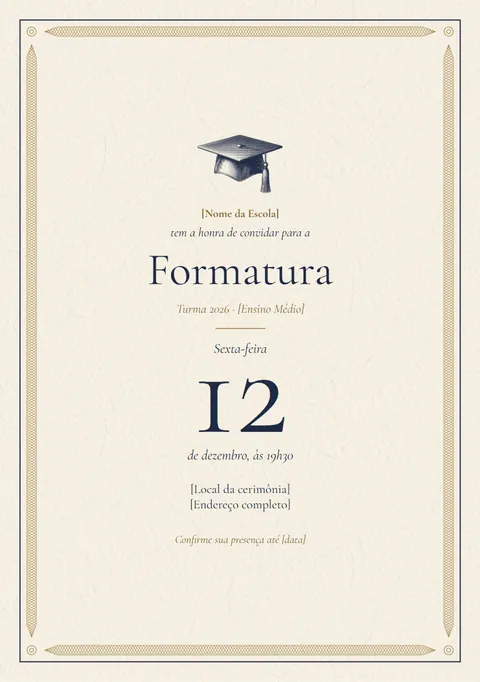 [Nome da Escola]
tem a honra de convidar para a
Formatura
Turma 2026 · [Ensino Médio]
Sexta-feira
12
de dezembro, às 19h30
[Local da cerimônia]
[Endereço completo]
Confirme sua presença até [data]